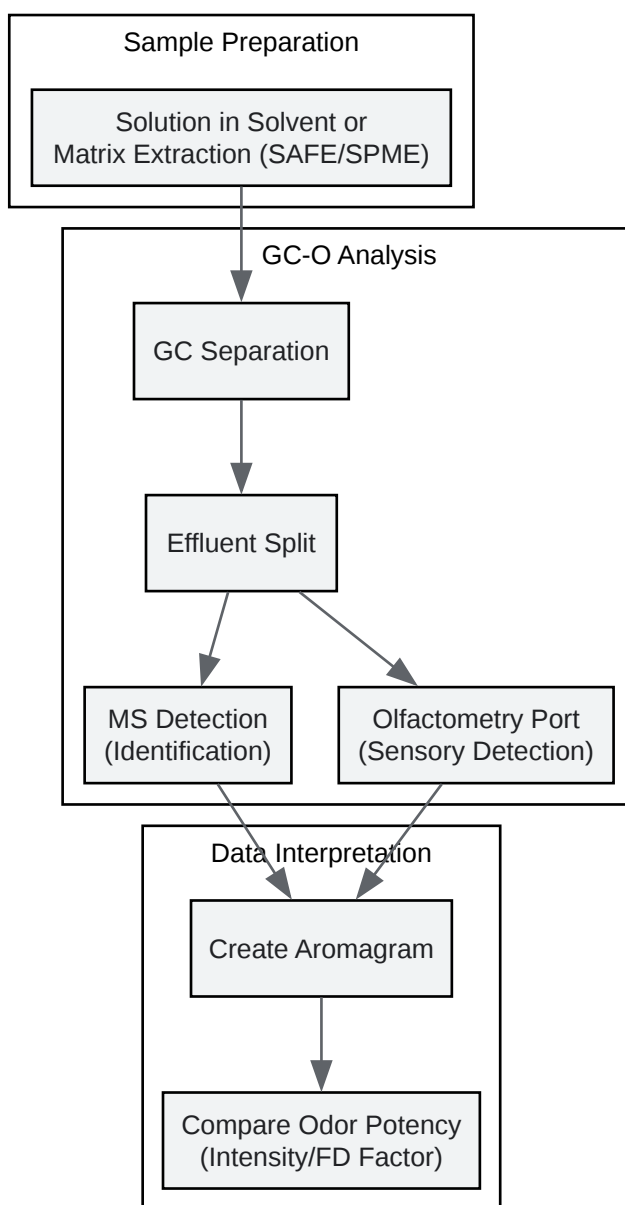 Sample Preparation
Solution in Solvent or
Matrix Extraction (SAFE/SPME)
GC-O Analysis
GC Separation
Effluent Split
MS Detection
(Identification)
Olfactometry Port
(Sensory Detection)
Data Interpretation
Create Aromagram
Compare Odor Potency
(Intensity/FD Factor)